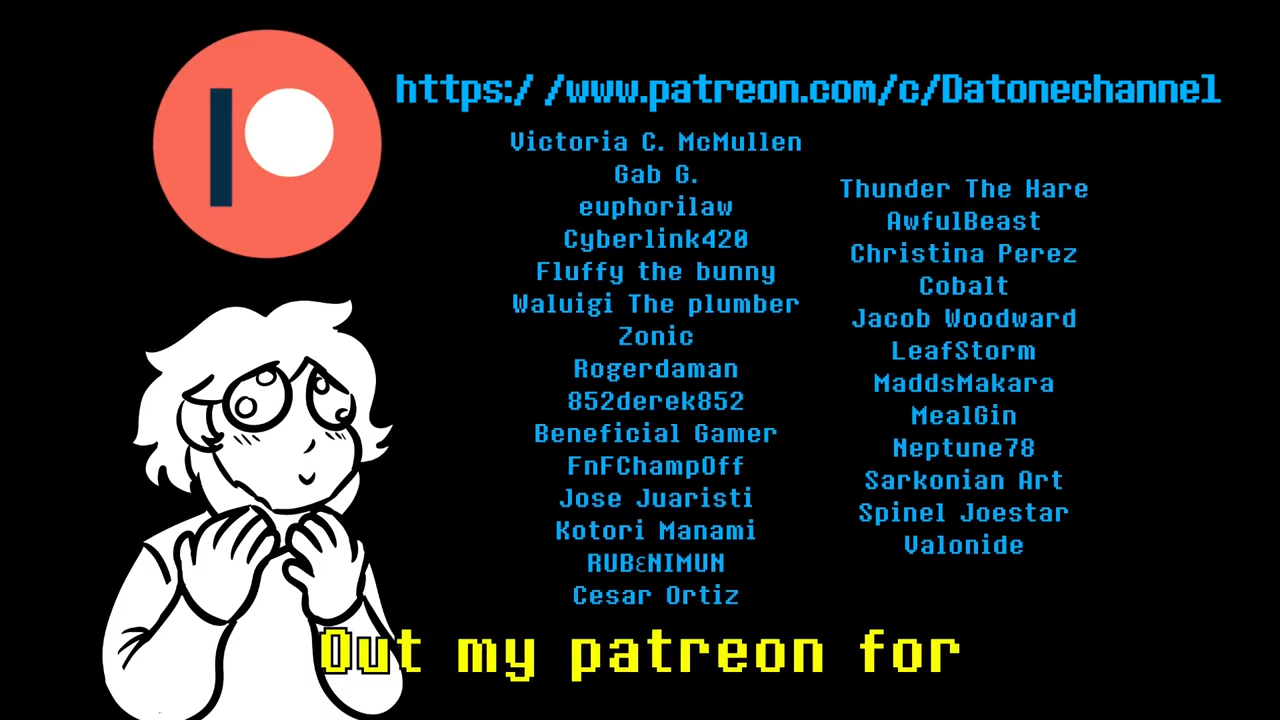 https://www.patreon.com/c/Datonechannel
Victoria C. McMullen
Gab G.
euphorilaw
Cyberlink420
Fluffy the bunny
Waluigi The plumber
Zonic
Rogerdaman
852derek852
Beneficial Gamer
FnFChampOff
Jose Juaristi
Kotori Manami
RUBƐNIMUN
Cesar Ortiz
Thunder The Hare
AwfulBeast
Christina Perez
Cobalt
Jacob Woodward
LeafStorm
MaddsMakara
MealGin
Neptune78
Sarkonian Art
Spinel Joestar
Valonide
Out my patreon for